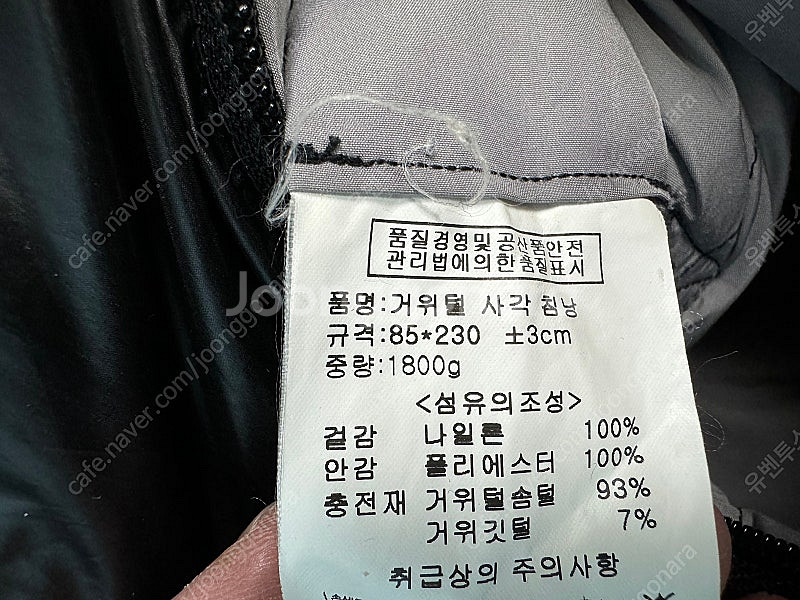 품질경영및 공산품안전
관리법에의한 품질표시
품명:거위털 사각 침낭
규격:85*230 ±3cm
중량:1800g
<섬유의조성>
겉감 나일론 100%
안감 폴리에스터 100%
충전재 거위털솜털 93%
거위깃털 7%
취급상의 주의사항
cafe.naver.com/joonggonara